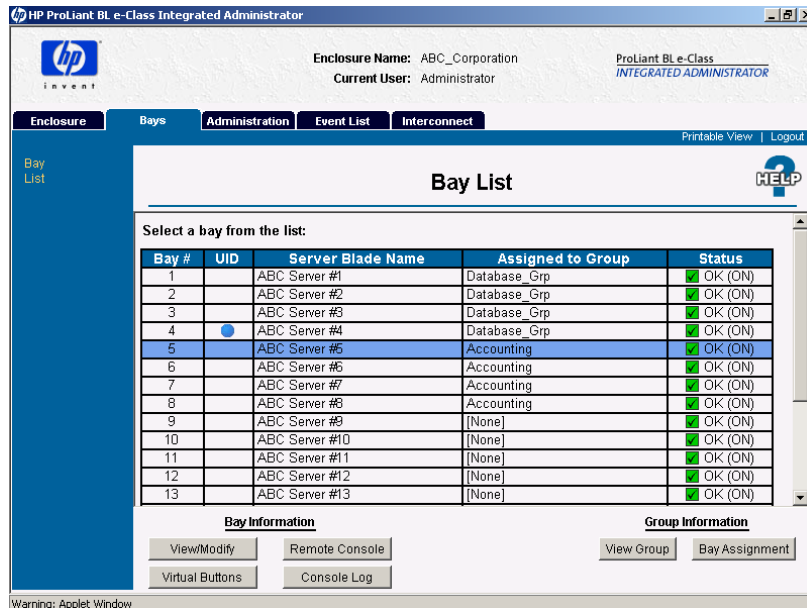 HP ProLiant BL e-Class Integrated Administrator
hp
invent
Enclosure Name: ABC_Corporation
Current User: Administrator
ProLiant BL e-Class
INTEGRATED ADMINISTRATOR
Enclosure Bays Administration Event List Interconnect
Printable View | Logout
Bay
List
Bay List
HELP
Select a bay from the list:
Bay # UID Server Blade Name Assigned to Group Status
1 ABC Server #1 Database_Grp OK (ON)
2 ABC Server #2 Database_Grp OK (ON)
3 ABC Server #3 Database_Grp OK (ON)
4 ABC Server #4 Database_Grp OK (ON)
5 ABC Server #5 Accounting OK (ON)
6 ABC Server #6 Accounting OK (ON)
7 ABC Server #7 Accounting OK (ON)
8 ABC Server #8 Accounting OK (ON)
9 ABC Server #9 [None] OK (ON)
10 ABC Server #10 [None] OK (ON)
11 ABC Server #11 [None] OK (ON)
12 ABC Server #12 [None] OK (ON)
13 ABC Server #13 [None] OK (ON)
Bay Information Group Information
View/Modify Remote Console View Group Bay Assignment
Virtual Buttons Console Log
Warning: Applet Window